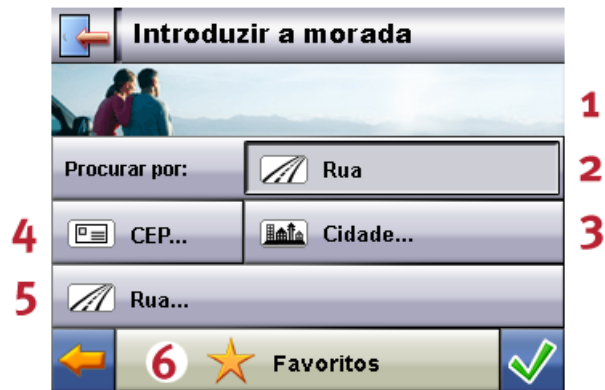 Introduzir a morada
1
Procurar por: Rua 2
4 CEP... Cidade... 3
5 Rua...
6 Favoritos